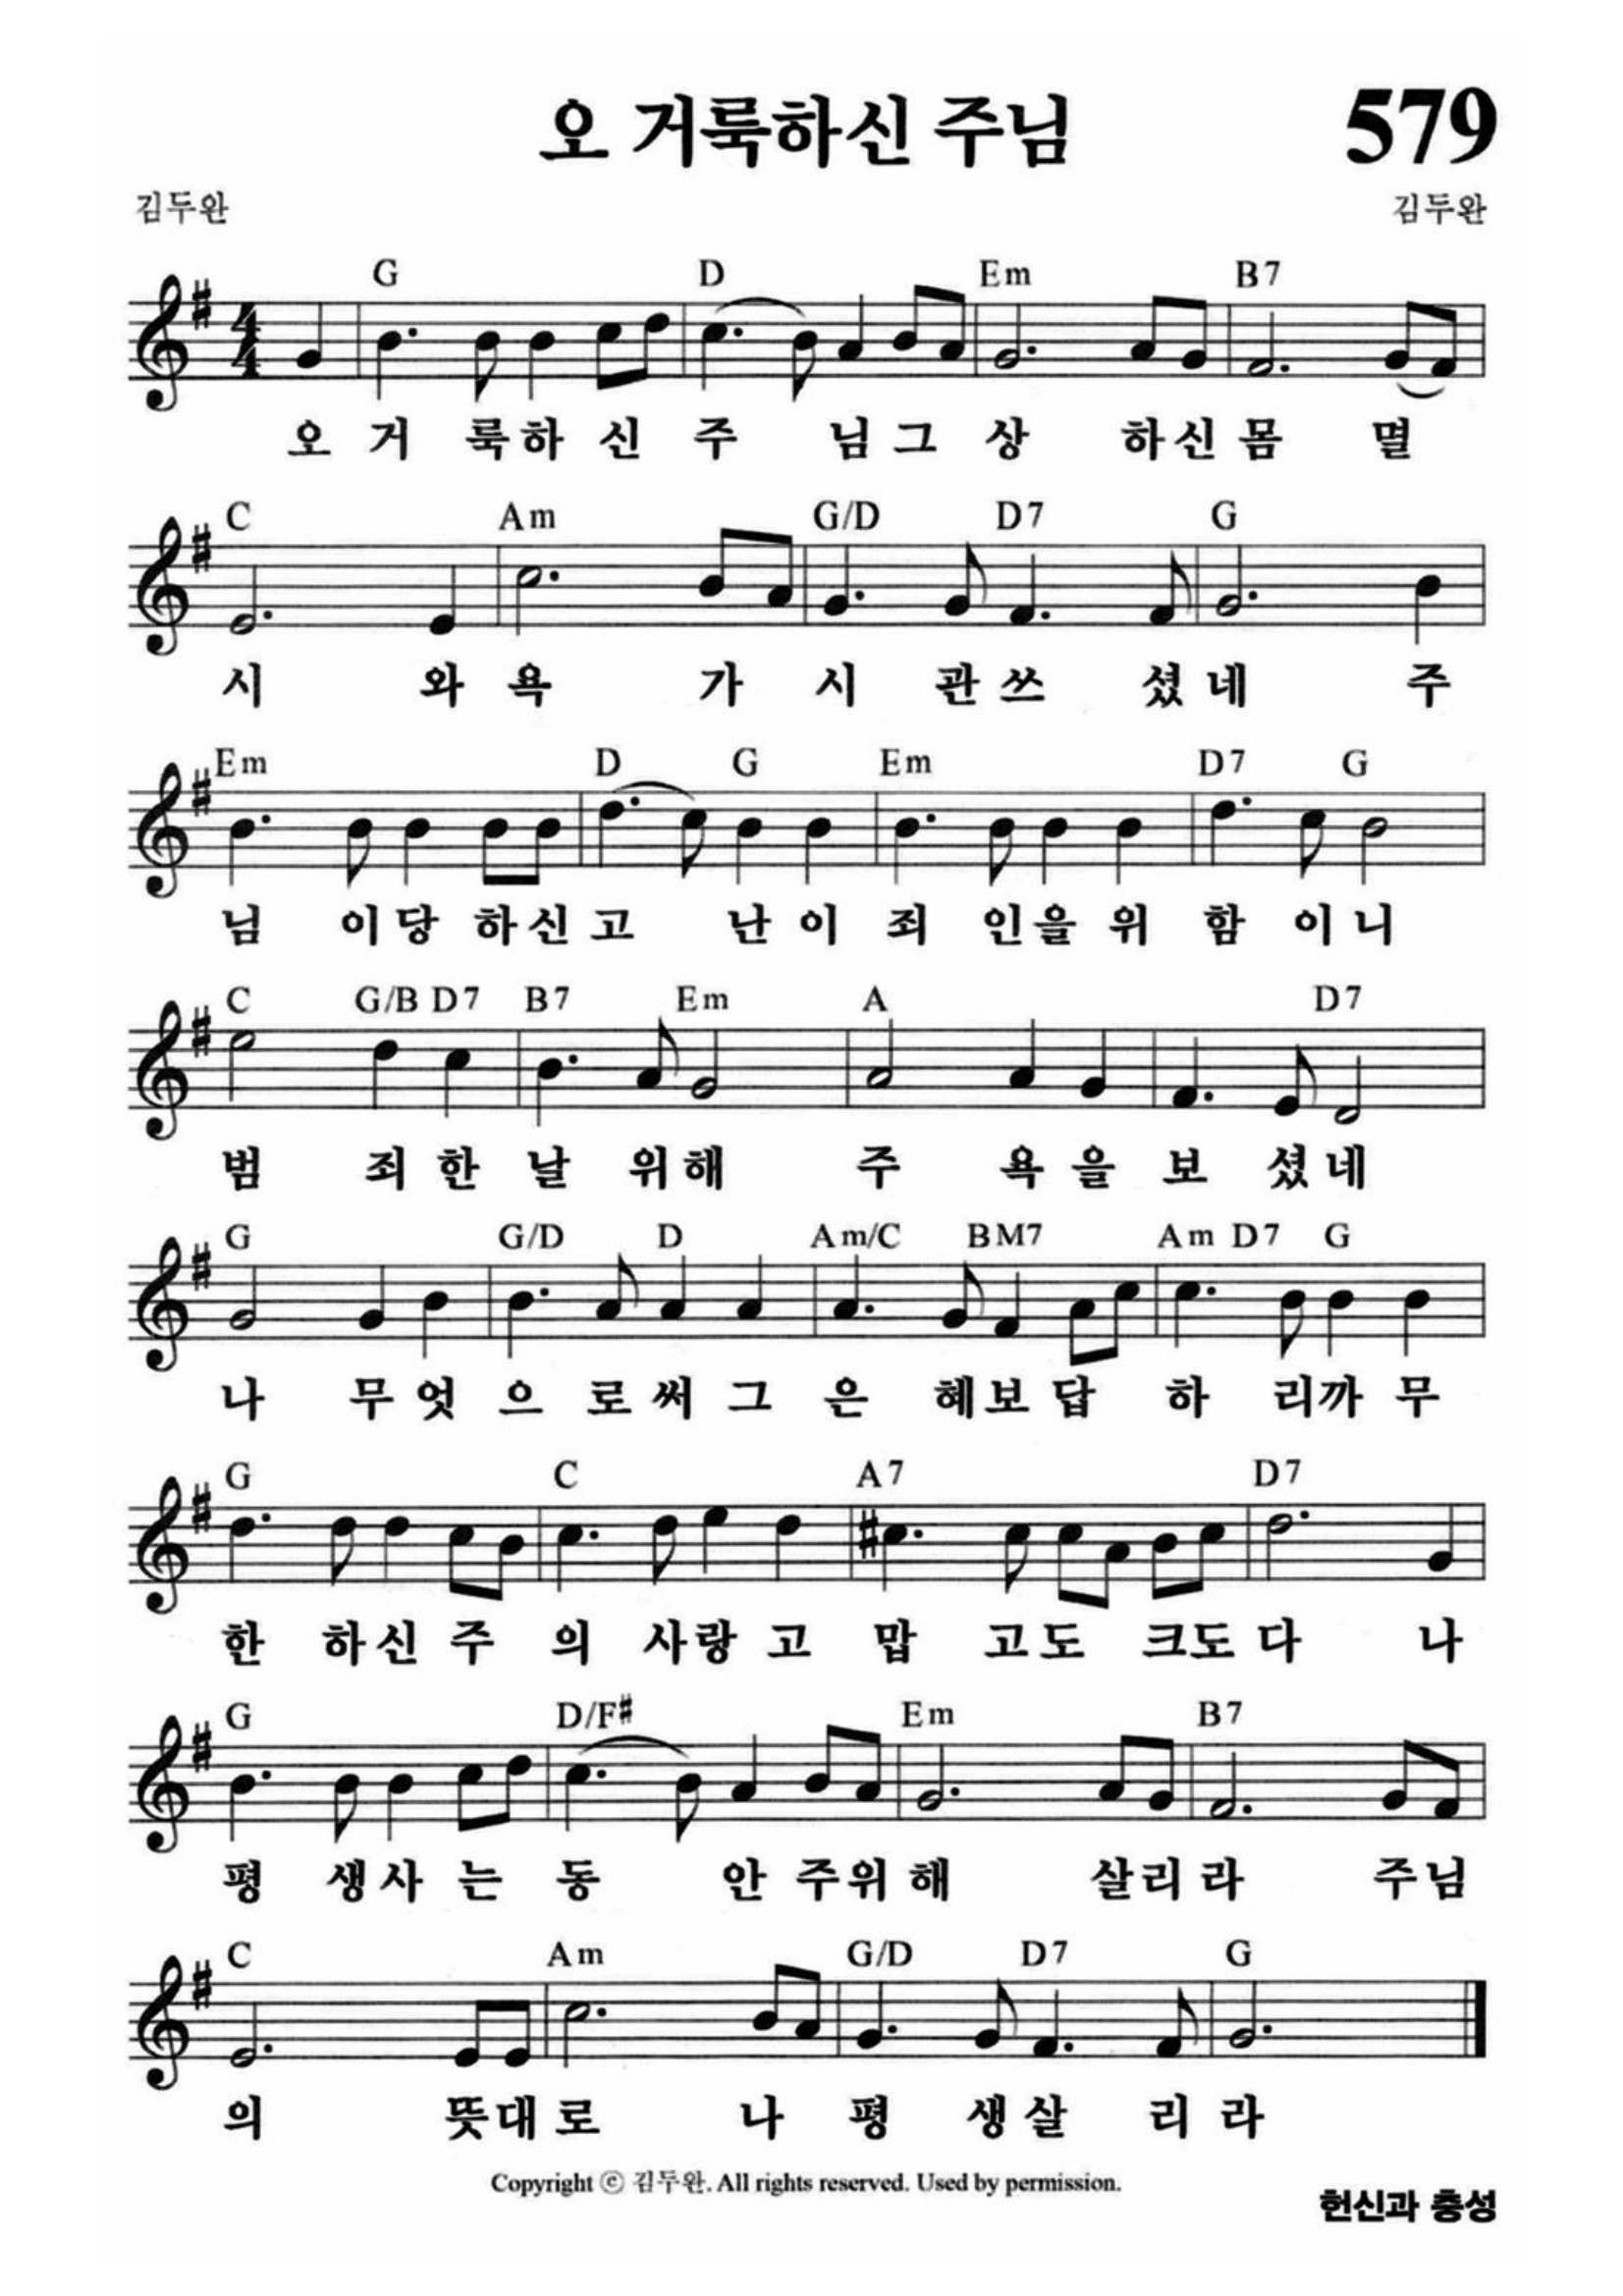 오 거룩하신 주님 579
김두완 김두완
G D Em B7
4 4
오 거 룩하 신 주 님그 상 하신 몸 멸
C Am G/D D7 G
시 와 욕 가 시 관쓰 셨네 주
Em D G Em D7 G
님 이당 하신 고 난 이 죄 인을 위 함 이니
C G/B D7 B7 Em A D7
범 죄 한 날 위해 주 욕 을 보 셨네
G G/D D Am/C BM7 Am D7 G
나 무 엇 으 로 써 그 은 혜보 답 하 리까 무
G C A7 D7
한 하신 주 의 사랑 고 맙 고도 크도 다 나
G D/F# Em B7
평 생사 는 동 안 주위 해 살리 라 주님
C Am G/D D7 G
의 뜻대 로 나 평 생살 리 라
Copyright ⓒ 김두완. All rights reserved. Used by permission.
헌신과 충성